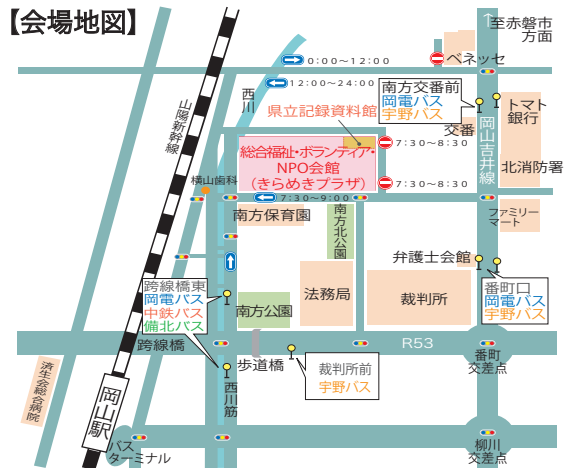 【会場地図】
至赤磐市
方面
0:00～12:00
ベネッセ
12:00～24:00
西川
南方交番前
岡電バス
宇野バス
県立記録資料館
山陽新幹線
交番
トマト
銀行
岡山吉井線
総合福祉・ボランティア・
NPO会館
（きらめきプラザ）
7:30～8:30
北消防署
横山歯科
7:30～8:30
7:30～9:00
南方保育園
南方北公園
ファミリー
マート
弁護士会館
跨線橋東
岡電バス
中鉄バス
備北バス
法務局
裁判所
番町口
岡電バス
宇野バス
南方公園
跨線橋
R53
歩道橋
番町
交差点
済生会総合病院
裁判所前
宇野バス
岡山駅
西川筋
バス
ターミナル
柳川
交差点